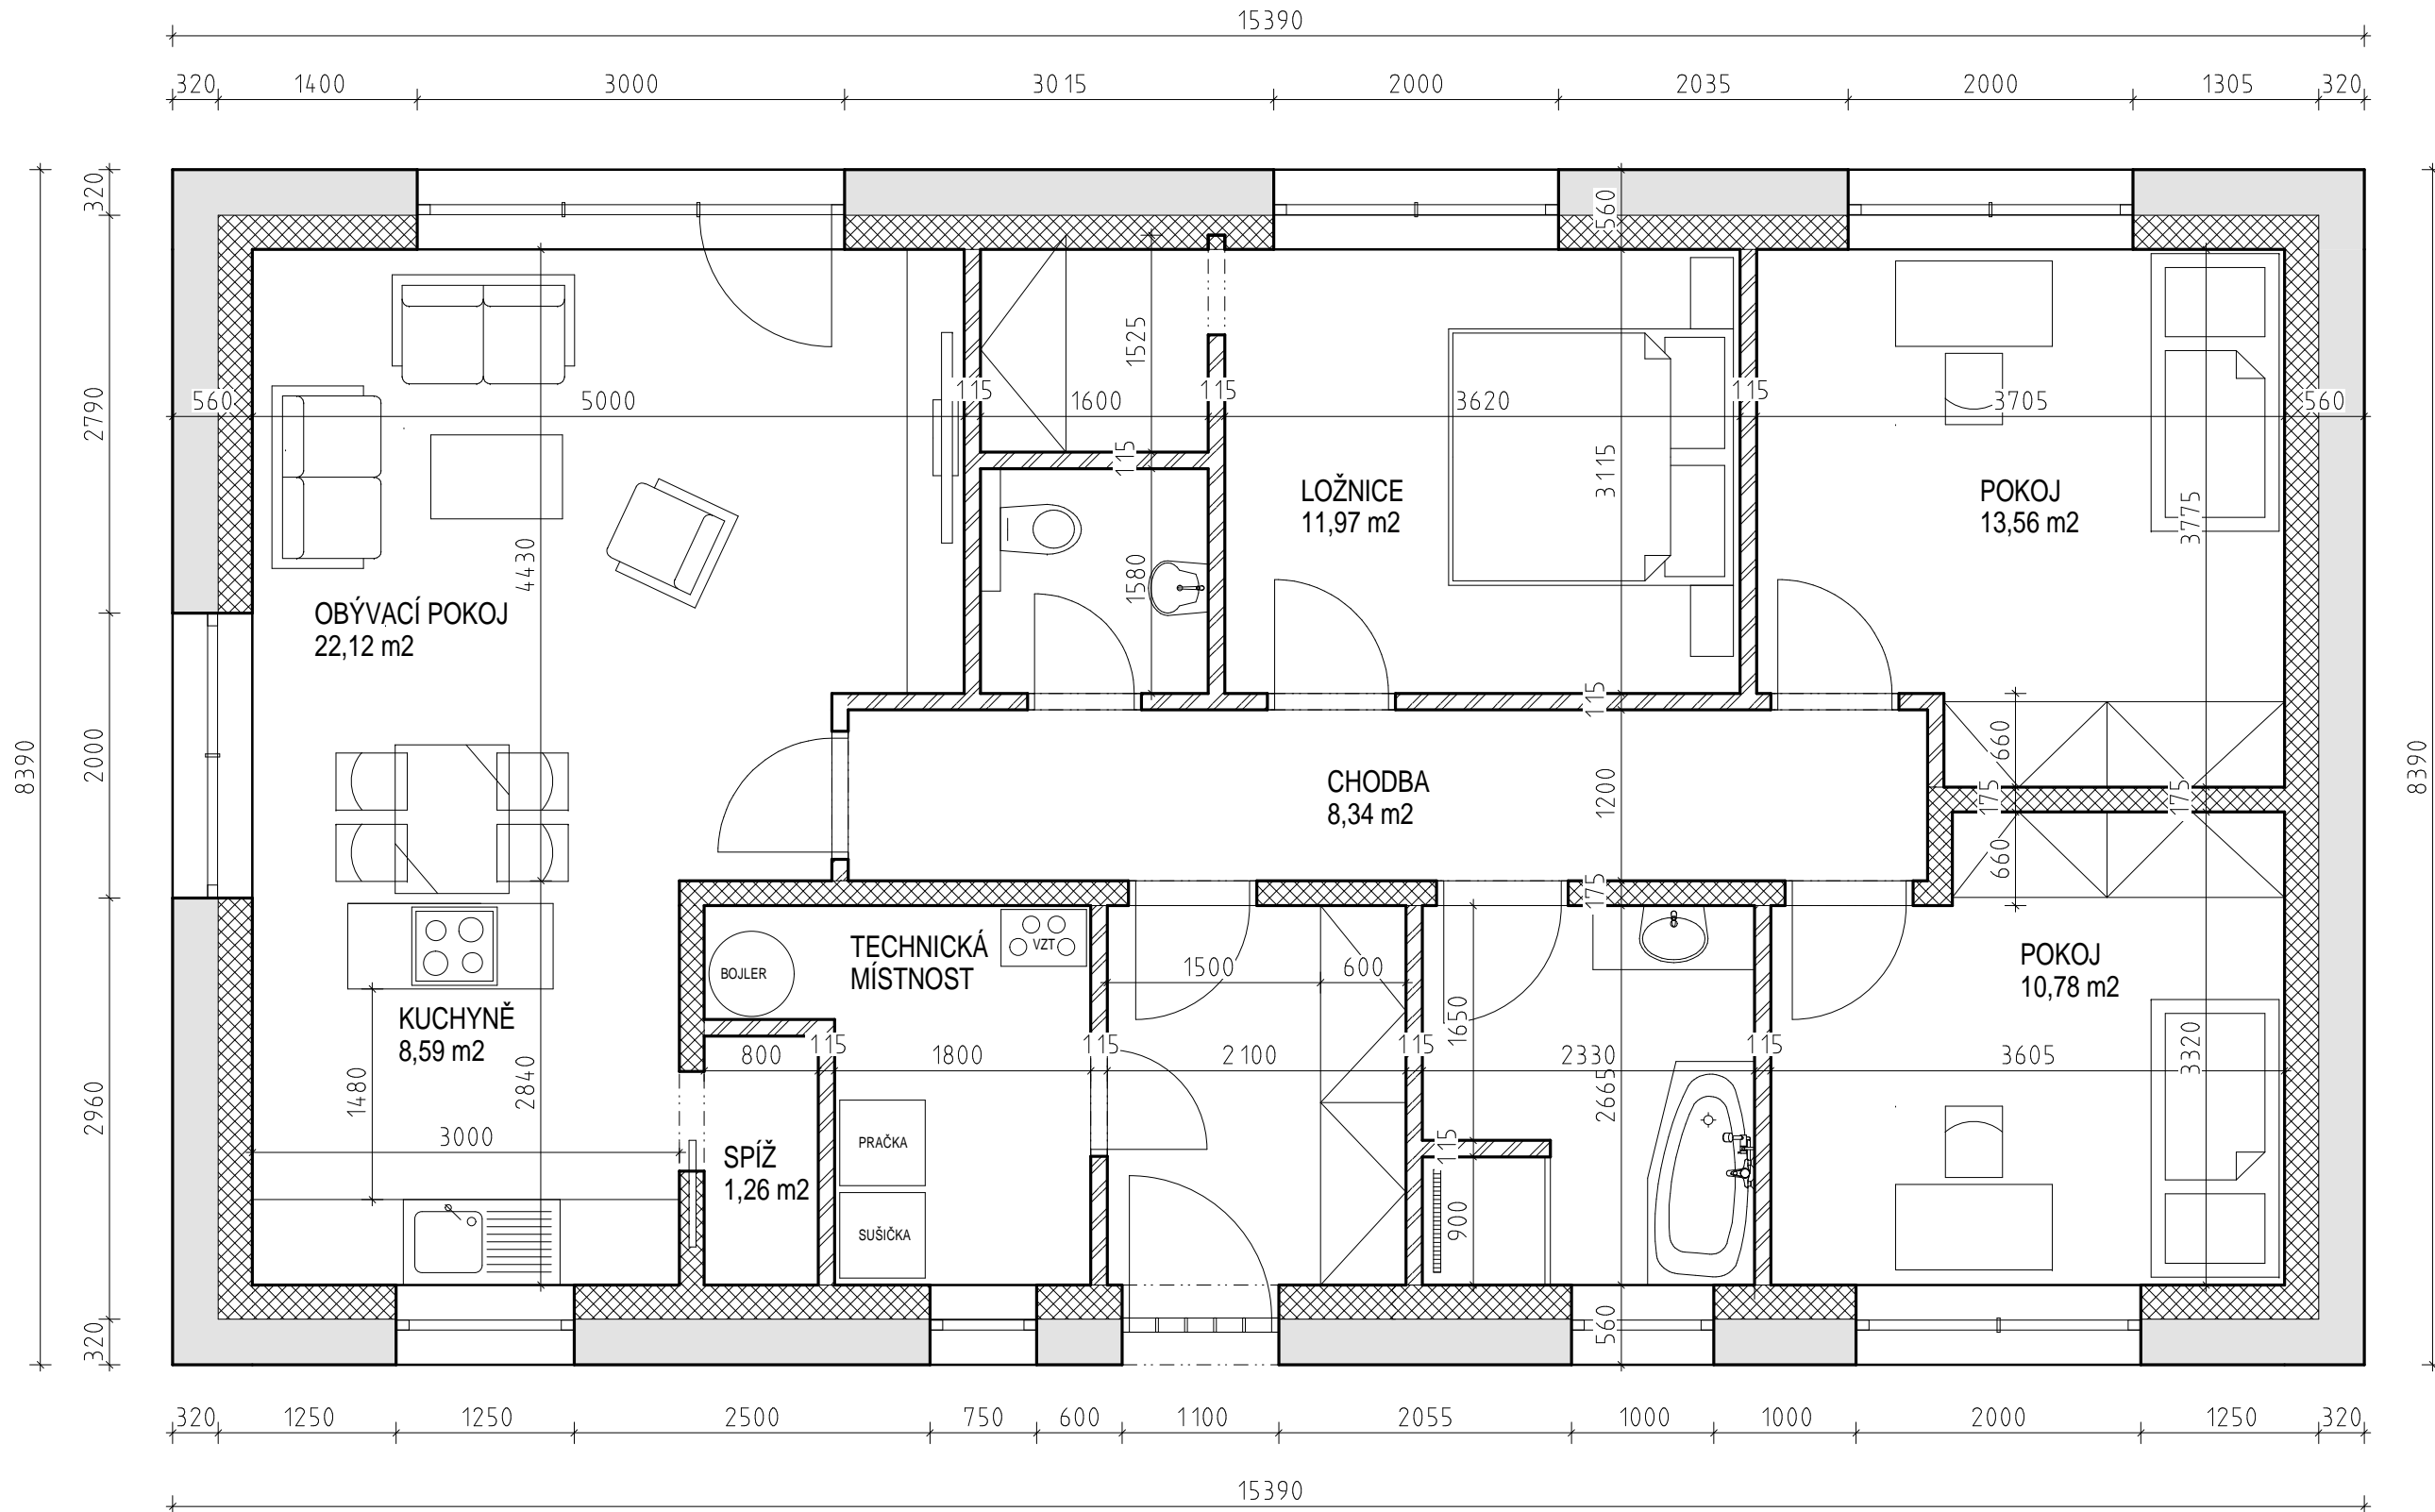 15390
320 1400 3000 3015 2000 2035 2000 1305 320
320
560
1525
2790
560 5000 115 1600 115 3620 115 3705 560
115
3115
LOŽNICE
11,97 m2
POKOJ
13,56 m2
3775
4430
1580
OBÝVACÍ POKOJ
22,12 m2
115
660
8390
2000
CHODBA
8,34 m2
1200
175
175
8390
660
175
TECHNICKÁ
MÍSTNOST
VZT
BOJLER
1500 600
POKOJ
10,78 m2
KUCHYNĚ
8,59 m2
1650
800 115 1800 115 2100 115 2330 115 3605
3320
2960
1480
2840
2665
3000
PRAČKA
115
SPÍŽ
1,26 m2
900
SUŠIČKA
320
560
320 1250 1250 2500 750 600 1100 2055 1000 1000 2000 1250 320
15390